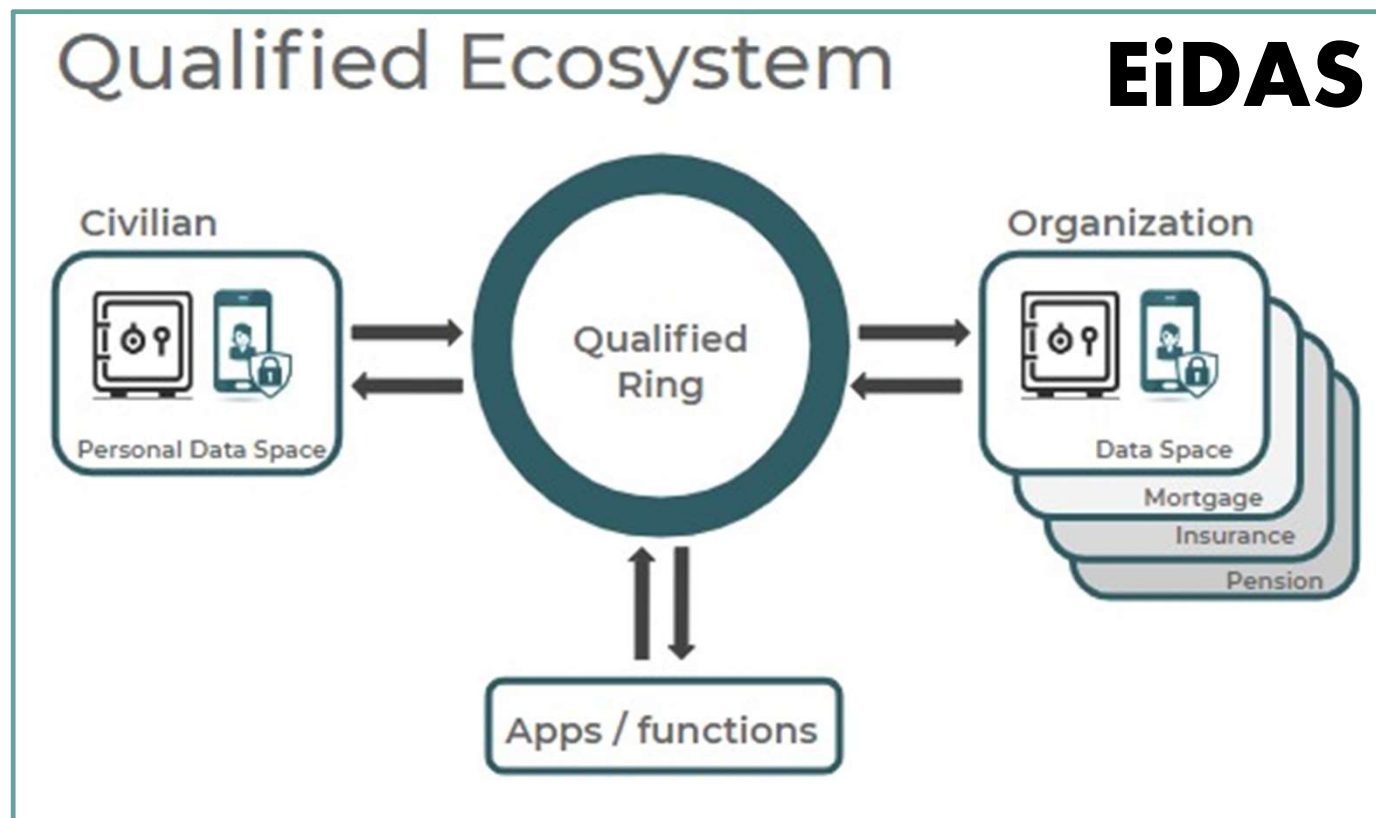 Qualified Ecosystem
EiDAS
Civilian
Personal Data Space
Qualified
Ring
Organization
Data Space
Mortgage
Insurance
Pension
Apps / functions